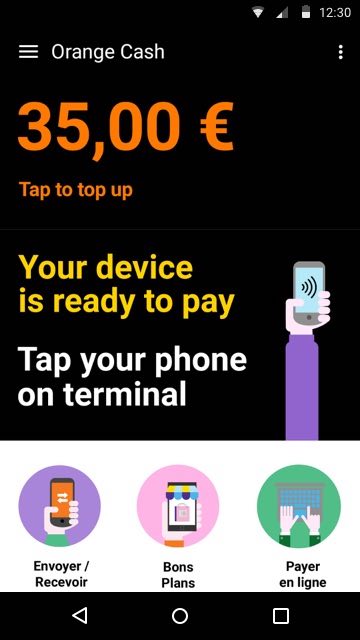 12:30
Orange Cash
35,00 €
Tap to top up
Your device
is ready to pay
Tap your phone
on terminal
Envoyer /
Recevoir
Bons
Plans
Payer
en ligne